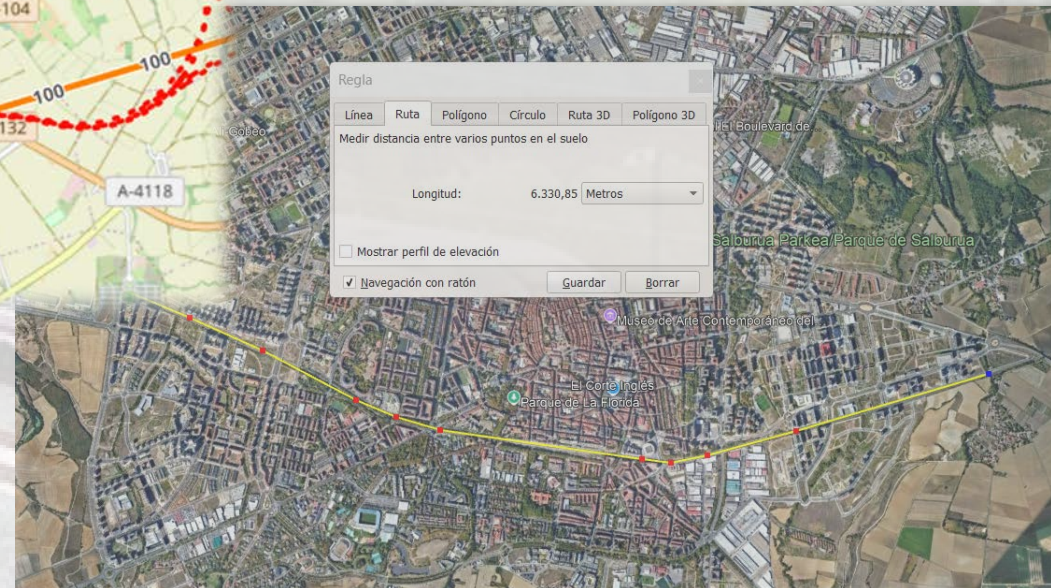 -104
100
100
132
A-4118
Regla
Línea Ruta Polígono Círculo Ruta 3D Polígono 3D
Medir distancia entre varios puntos en el suelo
Longitud: 6.330,85 Metros
Mostrar perfil de elevación
Navegación con ratón Guardar Borrar
El Boulevard de
Salburua Parkea/Parque de Salburua
Museo de Arte Contemporáneo del
El Corte Inglés
Parque de La Florida